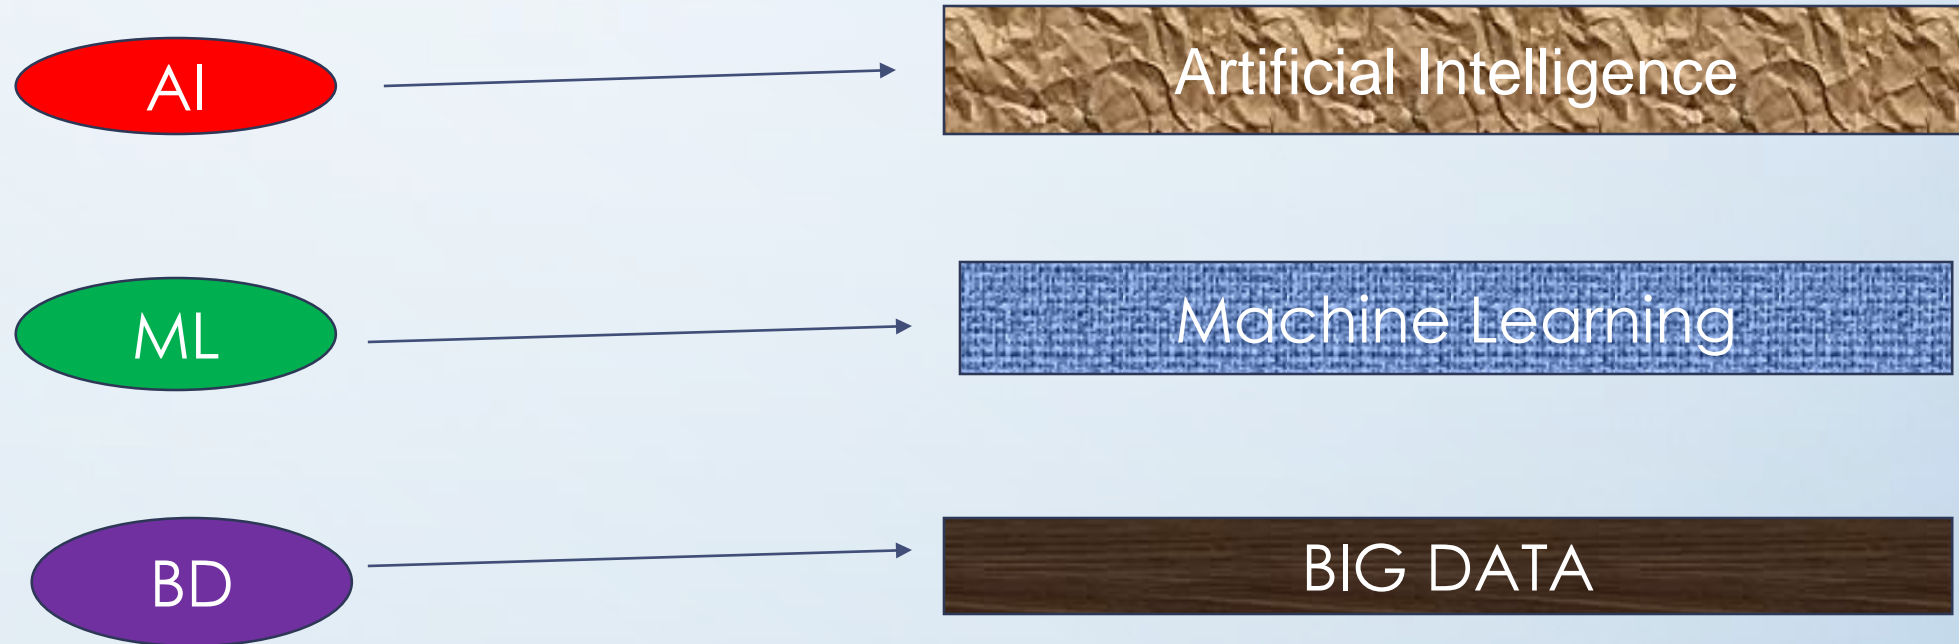 AI
Artificial Intelligence
ML
Machine Learning
BD
BIG DATA